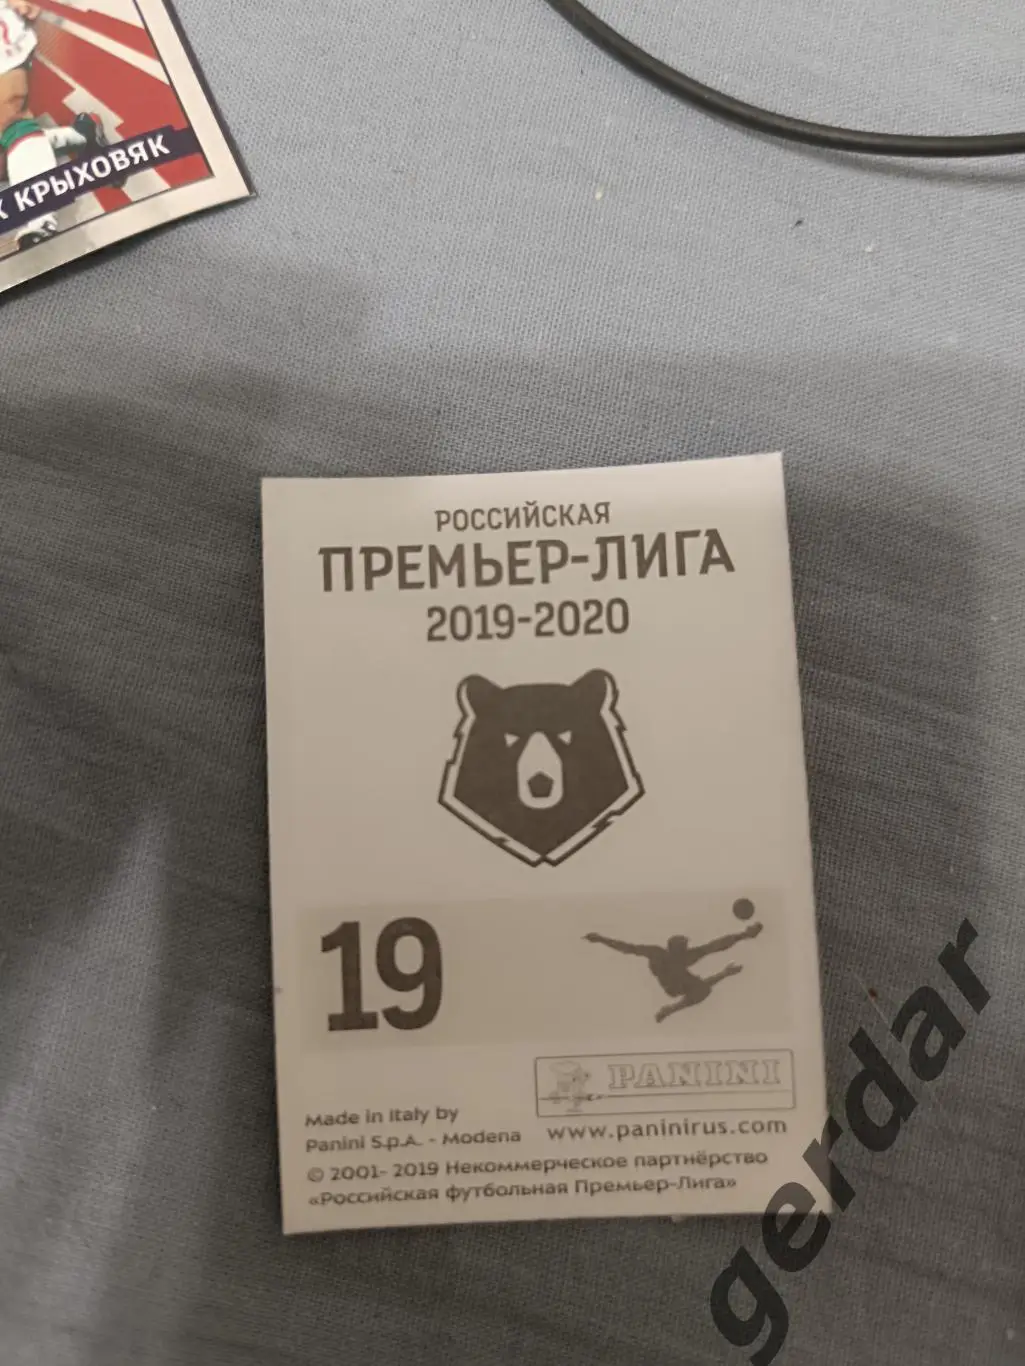 К КРЫХОВЯК
РОССИЙСКАЯ
ПРЕМЬЕР-ЛИГА
2019-2020
19
PANINI
Made in Italy by
Panini S.p.A. - Modena
www.paninirus.com
© 2001- 2019 Некоммерческое партнёрство
«Российская футбольная Премьер-Лига»
gerdar